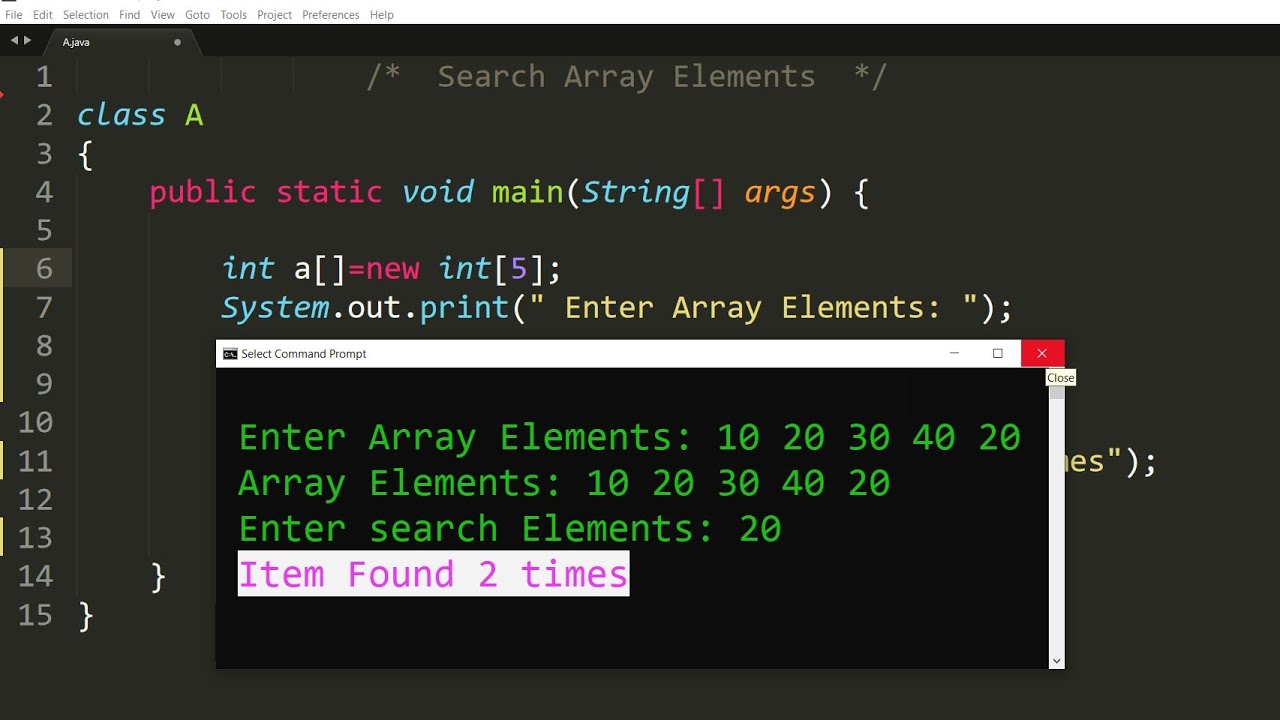 File Edit Selection Find View Goto Tools Project Preferences Help
A.java
1 /* Search Array Elements */
2 class A
3 {
4 public static void main(String[] args) {
5
6 int a[]=new int[5];
7 System.out.print(" Enter Array Elements: ");
8
9
10
11 mes");
12
13
14 }
15 }
Select Command Prompt
Close
Enter Array Elements: 10 20 30 40 20
Array Elements: 10 20 30 40 20
Enter search Elements: 20
Item Found 2 times